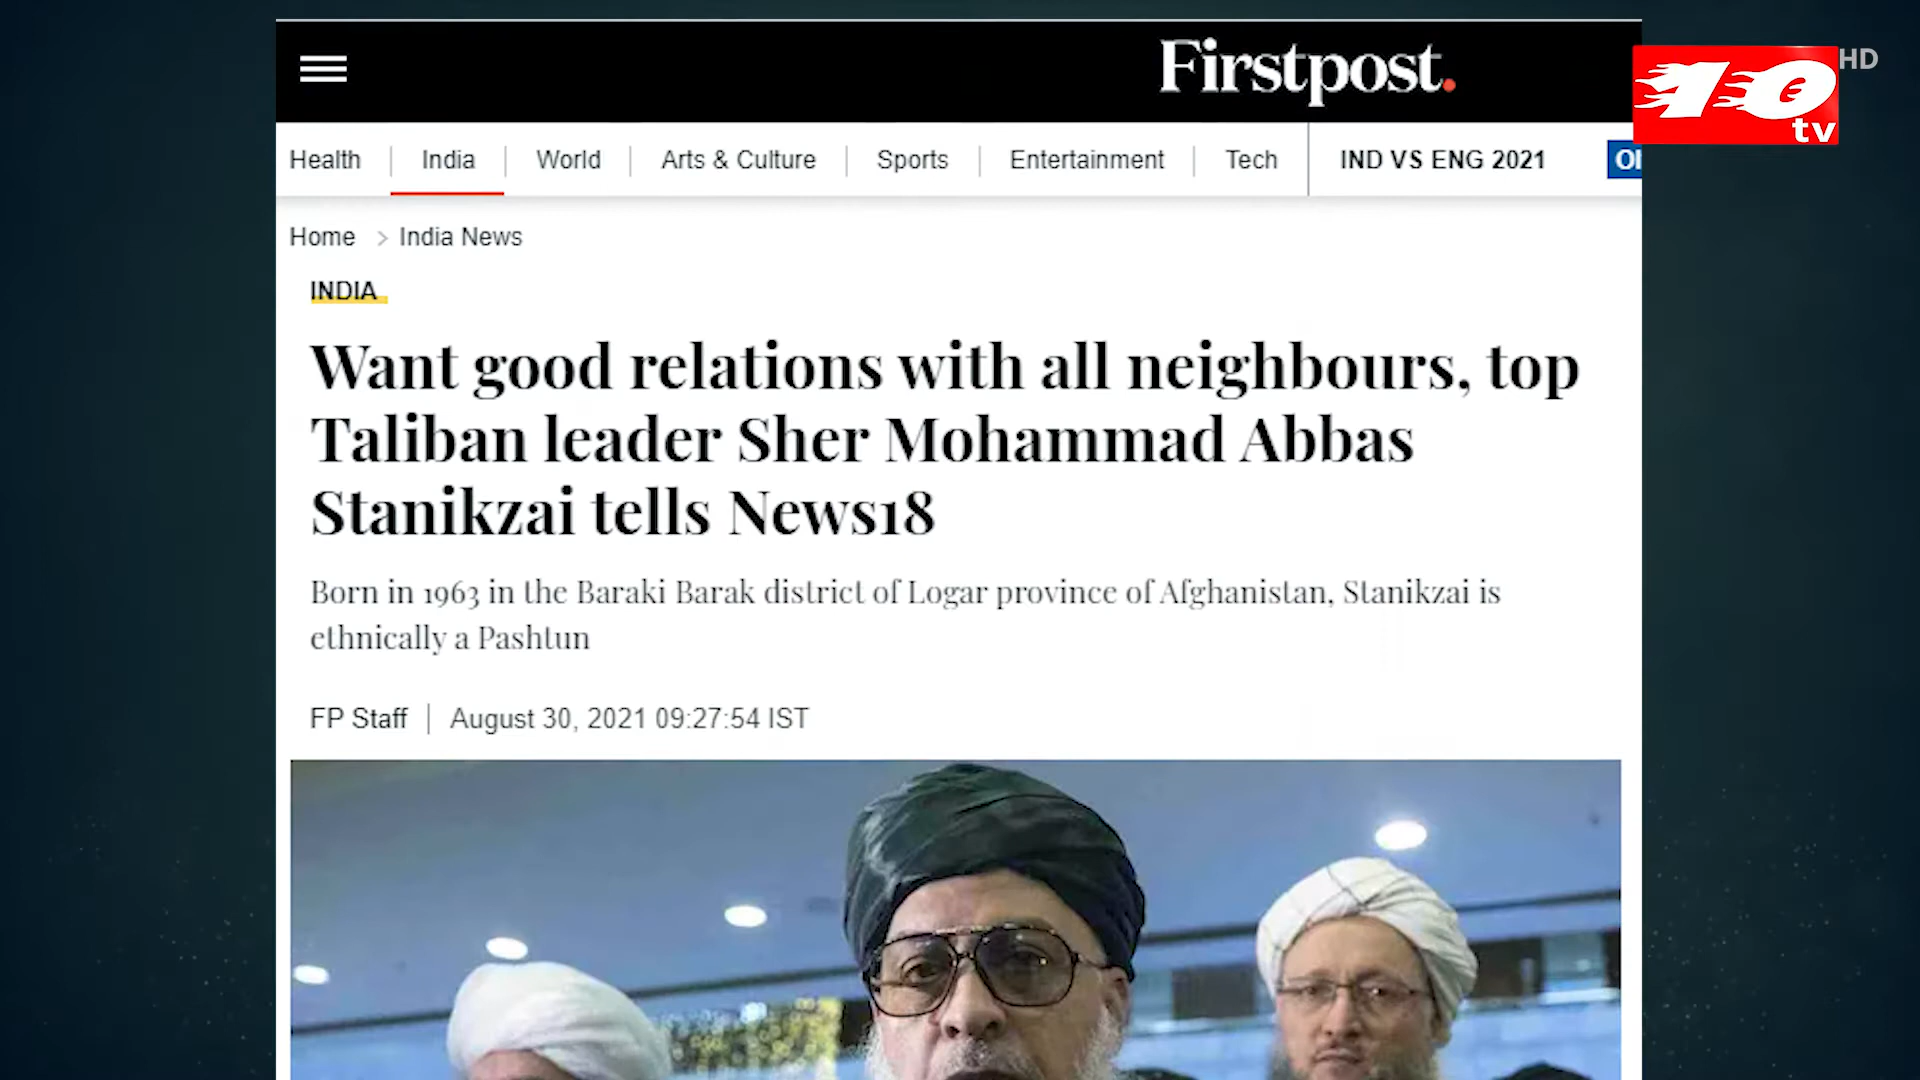 Firstpost.
HD
10
tv
Health
India
World
Arts & Culture
Sports
Entertainment
Tech
IND VS ENG 2021
Home > India News
INDIA
Want good relations with all neighbours, top
Taliban leader Sher Mohammad Abbas
Stanikzai tells News18
Born in 1963 in the Baraki Barak district of Logar province of Afghanistan, Stanikzai is
ethnically a Pashtun
FP Staff | August 30, 2021 09:27:54 IST